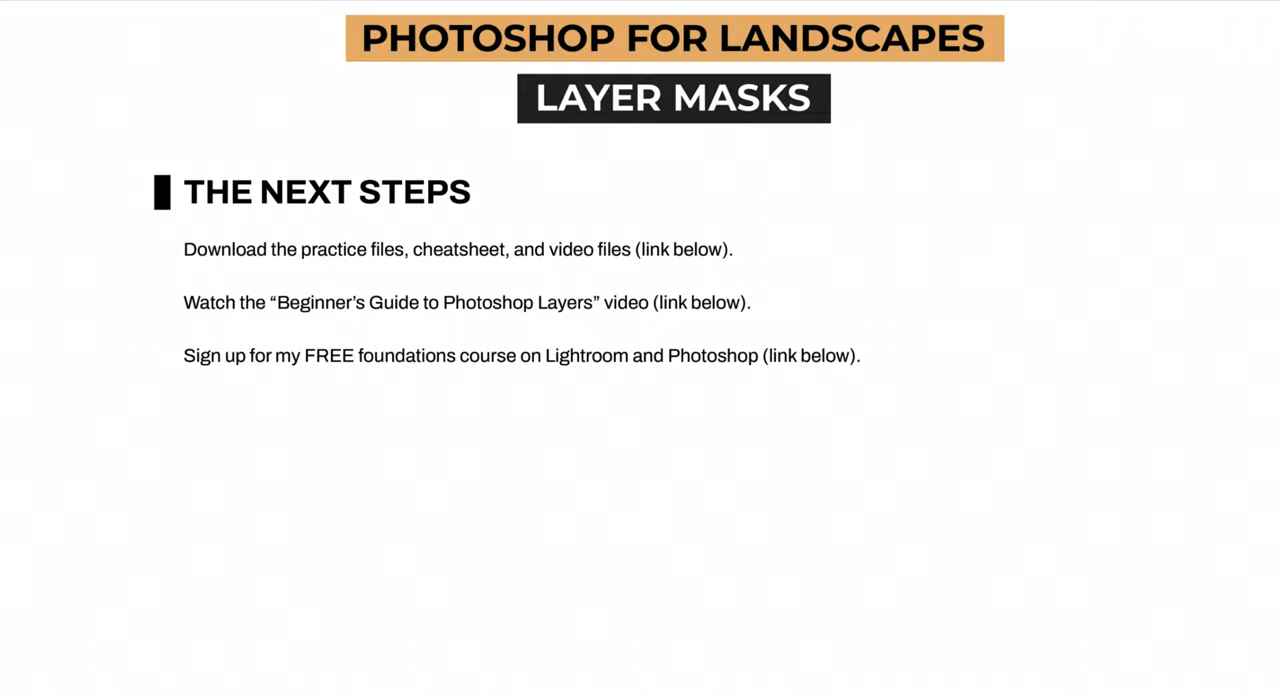 PHOTOSHOP FOR LANDSCAPES
LAYER MASKS
THE NEXT STEPS
Download the practice files, cheatsheet, and video files (link below).
Watch the “Beginner’s Guide to Photoshop Layers” video (link below).
Sign up for my FREE foundations course on Lightroom and Photoshop (link below).